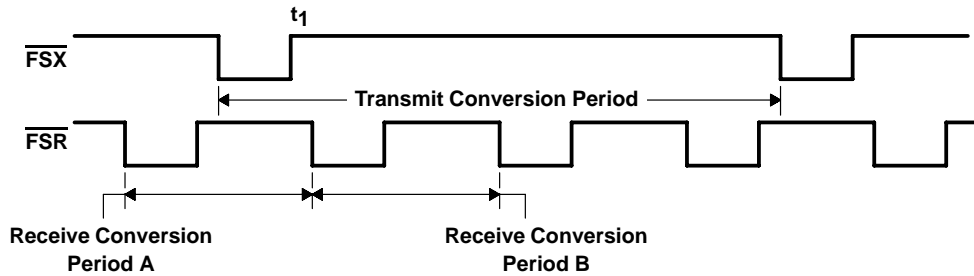 t1
FSX
Transmit Conversion Period
FSR
Receive Conversion
Period A
Receive Conversion
Period B